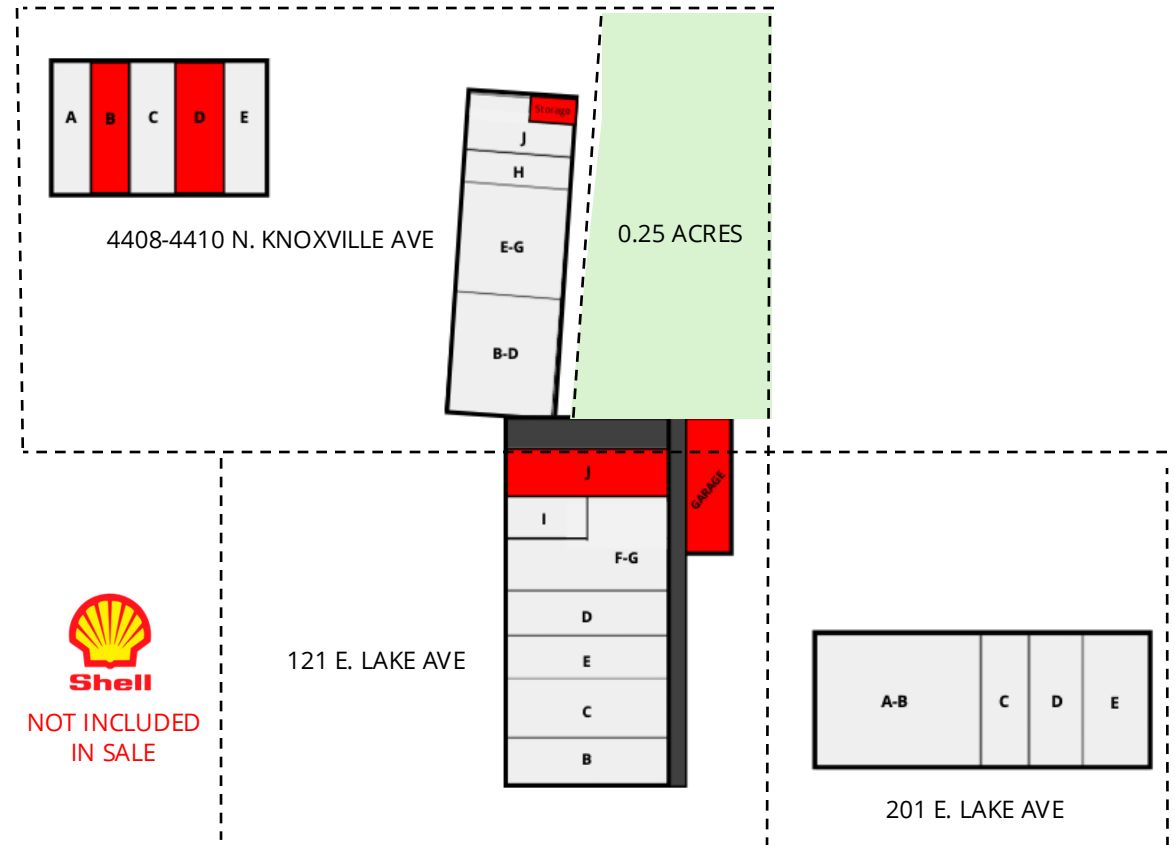 A
B
C
D
E
4408-4410 N. KNOXVILLE AVE
Storage
J
H
E-G
B-D
0.25 ACRES
J
GARAGE
I
F-G
D
E
C
B
121 E. LAKE AVE
Shell
NOT INCLUDED
IN SALE
A-B
C
D
E
201 E. LAKE AVE